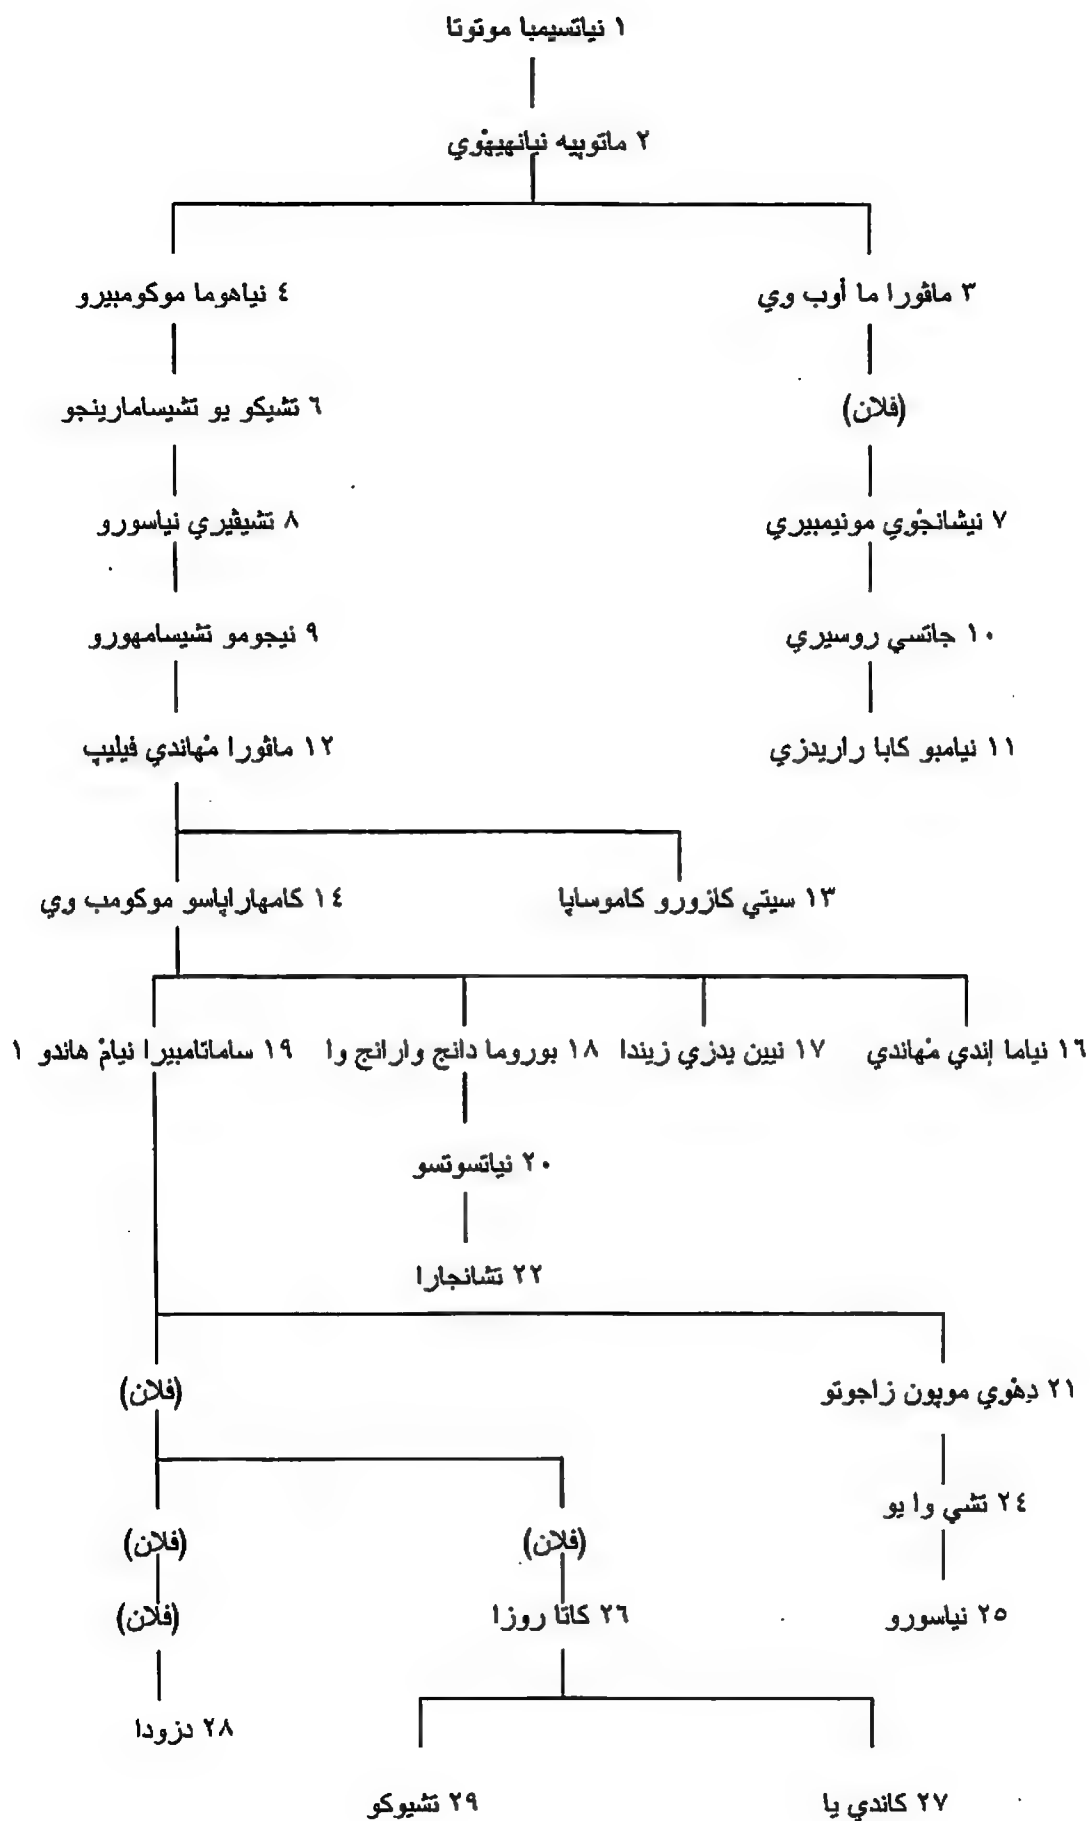 ١ نياتسيمبا موتوتا
٢ ماتوپيه نيانهيهْوي
٣ ماڤورا ما أوب وي
٤ نياهوما موكومبيرو
(فلان)
٦ تشيكو يو تشيسامارينجو
٧ نيشانجْوي مونيمبيري
٨ تشيڤيري نياسورو
١٠ جاتسي روسيري
٩ نيجومو تشيسامهورو
١١ نيامبو كابا راريدزي
١٢ ماڤورا مْهاندي فيليپ
١٣ سيتي كازورو كاموساپا
١٤ كامهاراپاسو موكومب وي
١٦ نياما إندي مْهاندي
١٧ نيين يدزي زيندا
١٨ بوروما دانج وارانج وا
١٩ ساماتامبيرا نيامْ هاندو ١
٢٠ نياتسوتسو
٢٢ تشانجارا
٢١ دِهْوي موپون زاجوتو
(فلان)
٢٤ تشي وا يو
(فلان)
(فلان)
٢٥ نياسورو
٢٦ كاتا روزا
(فلان)
٢٨ دزودا
٢٧ كاندي يا
٢٩ تشيوكو